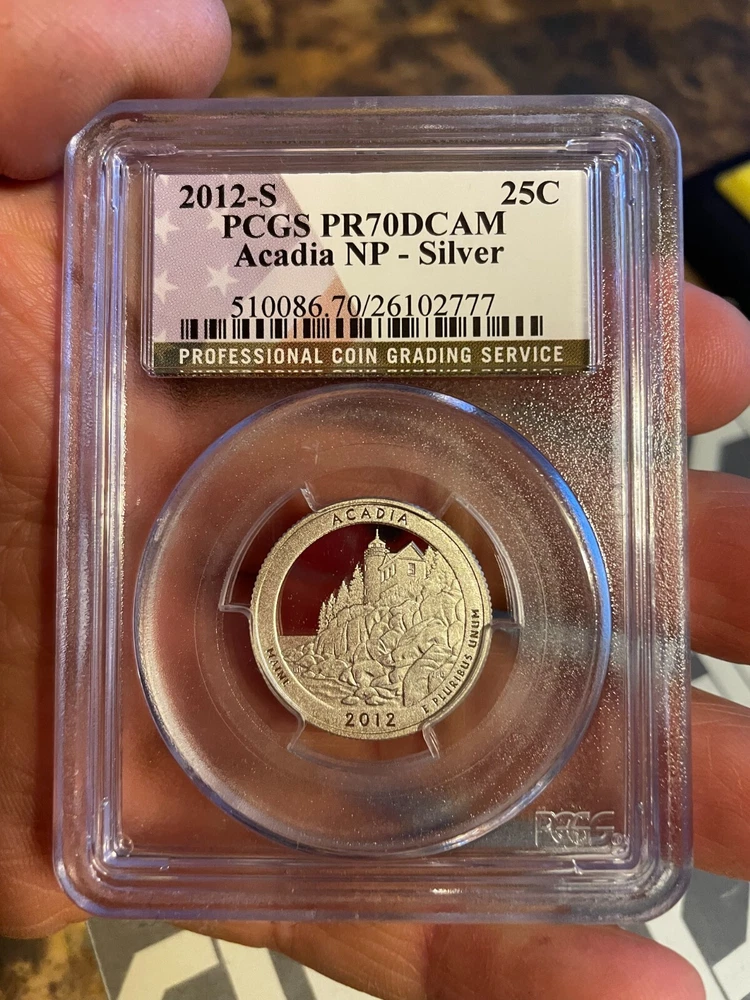 2012-S 25C
PCGS PR70DCAM
Acadia NP - Silver
510086.70/26102777
PROFESSIONAL COIN GRADING SERVICE
ACADIA
MAINE
E PLURIBUS UNUM
2012
PCGS